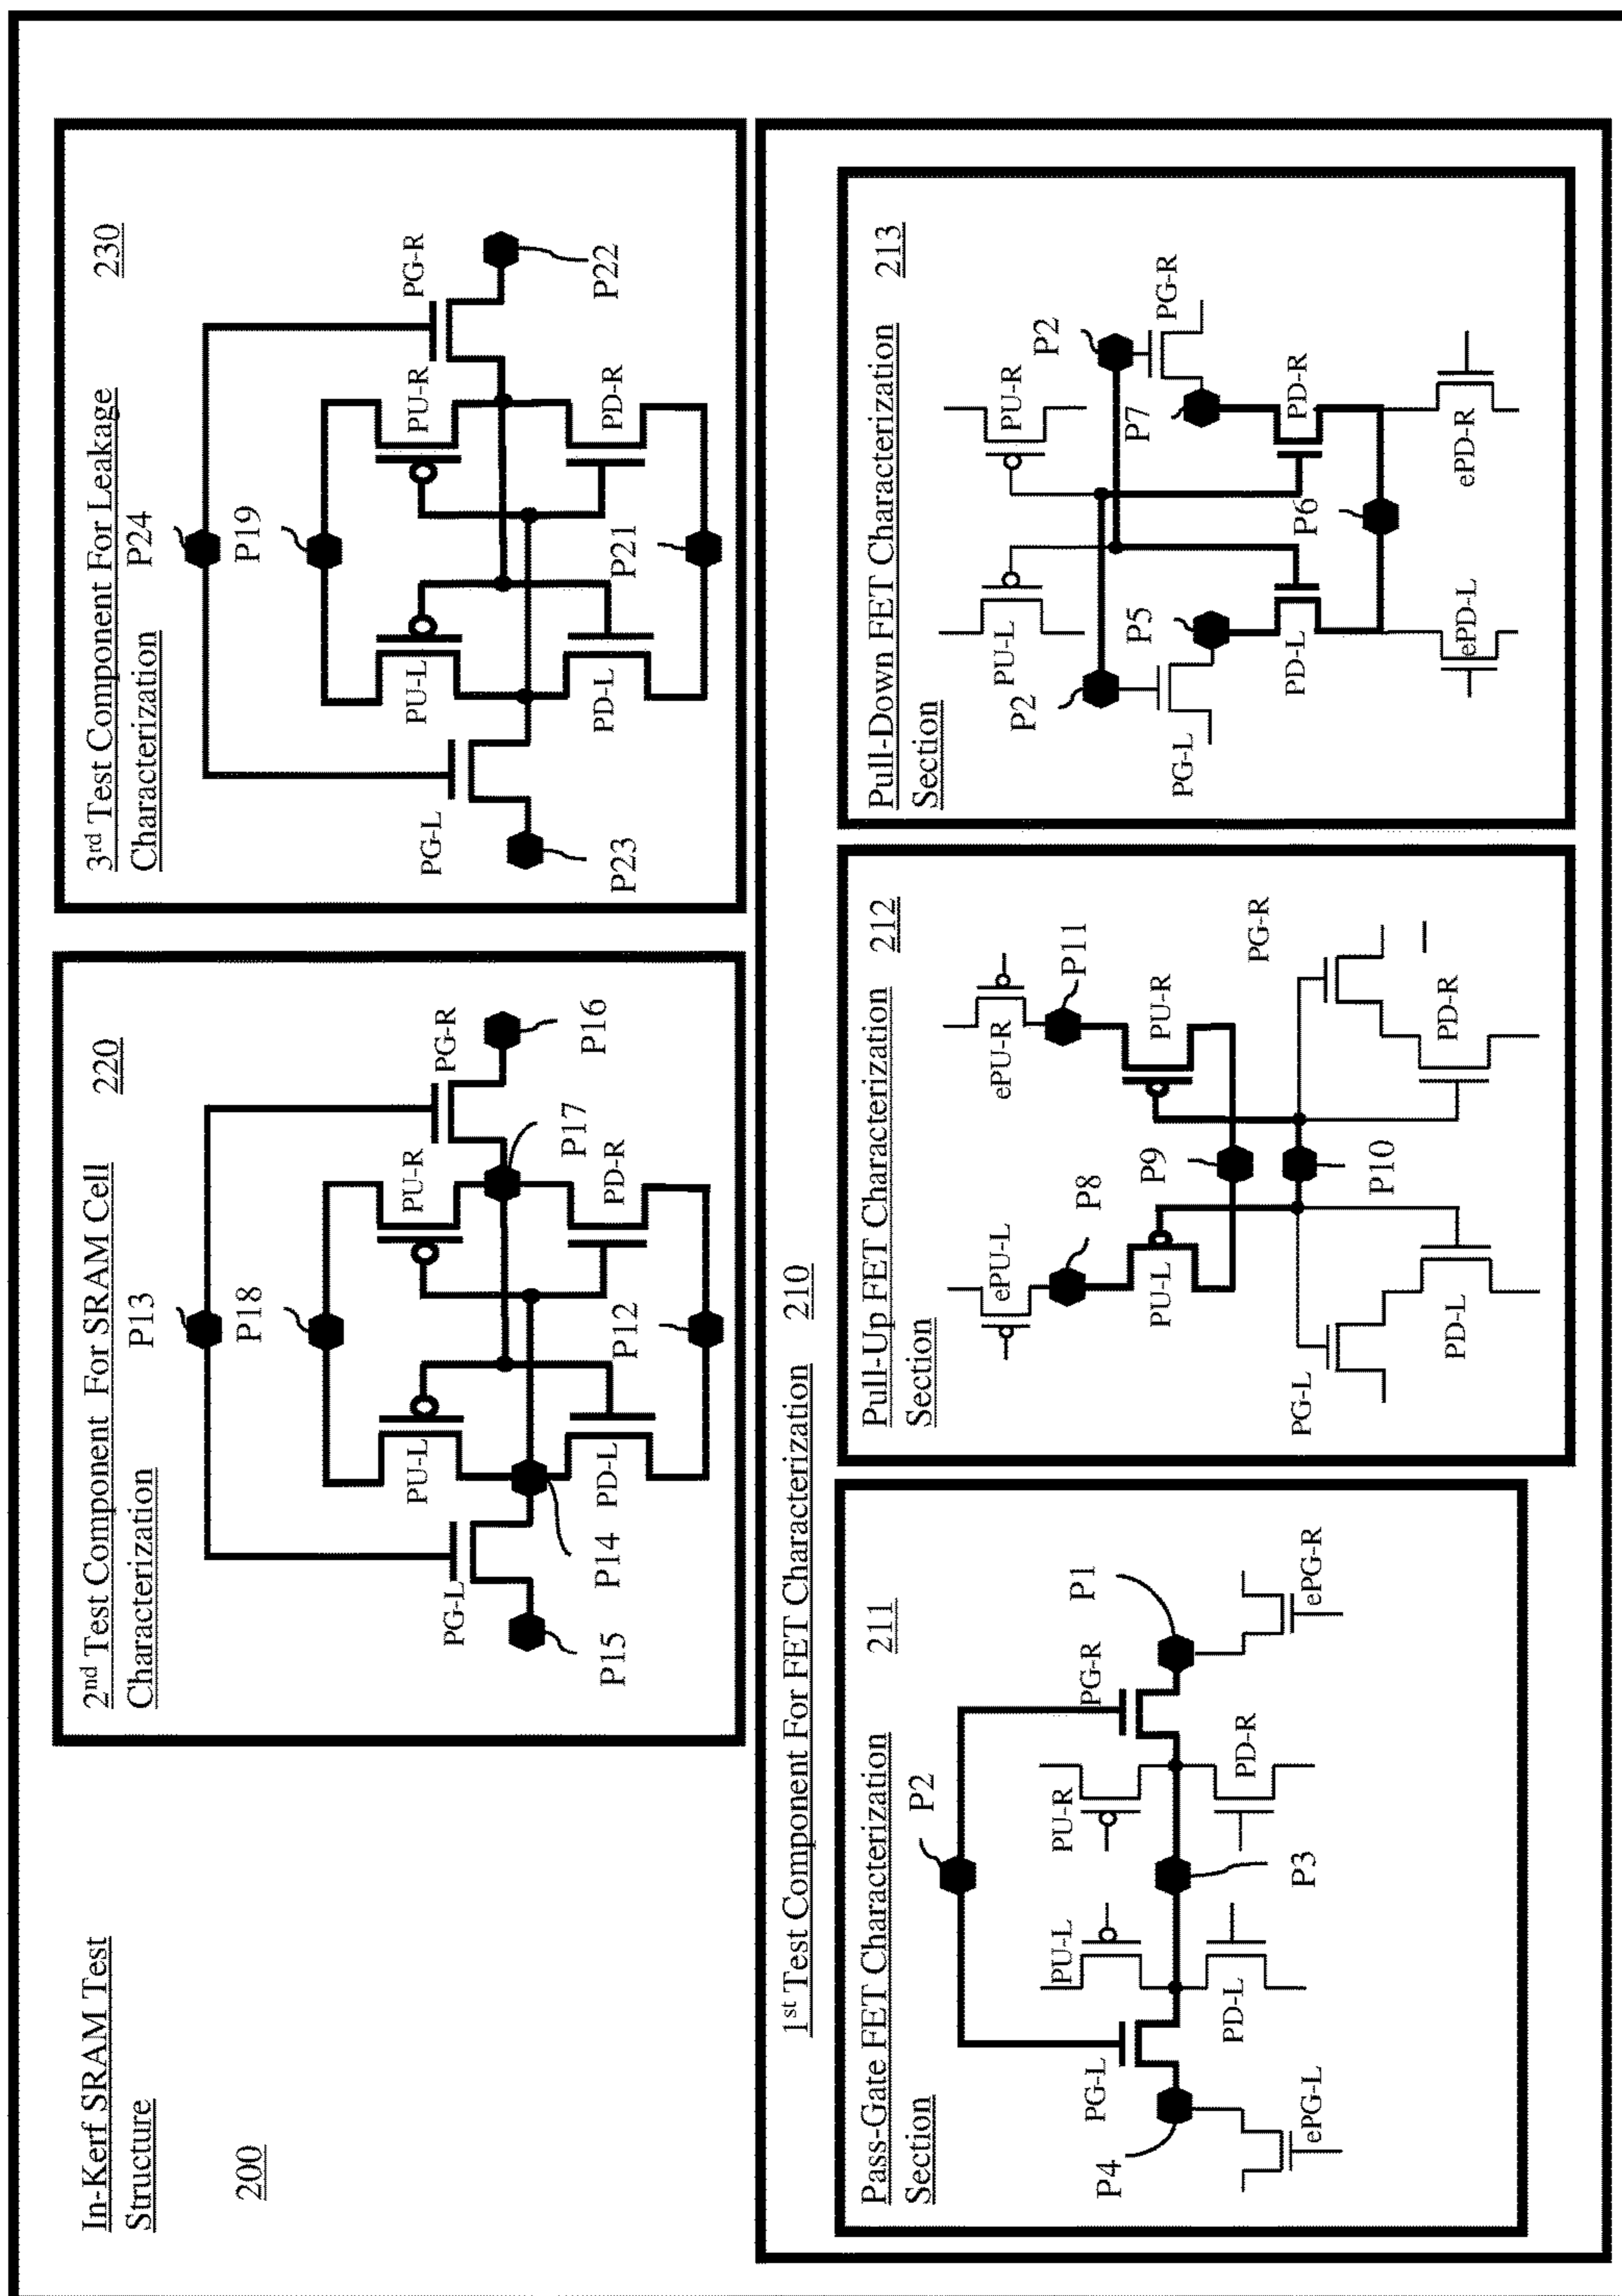 In-Kerf SRAM Test
Structure
200
2nd Test Component For SRAM Cell
Characterization
220
P13
P18
PU-L
PU-R
PG-L
PG-R
P17
P16
P15
P14
PD-L
P12
PD-R
3rd Test Component For Leakage
Characterization
230
P24
P19
PU-L
PU-R
PG-L
PG-R
P23
PD-L
P21
PD-R
P22
1st Test Component For FET Characterization
210
Pass-Gate FET Characterization
Section
211
P2
PU-L
PU-R
PG-L
PG-R
P1
P4
PD-L
PD-R
P3
ePG-L
ePG-R
Pull-Up FET Characterization
Section
212
ePU-L
ePU-R
P8
P11
P9
PU-L
PU-R
PG-L
PG-R
P10
PD-L
PD-R
Pull-Down FET Characterization
Section
213
PU-L
PU-R
P2
P2
P5
P7
PG-L
PG-R
PD-L
P6
PD-R
ePD-L
ePD-R